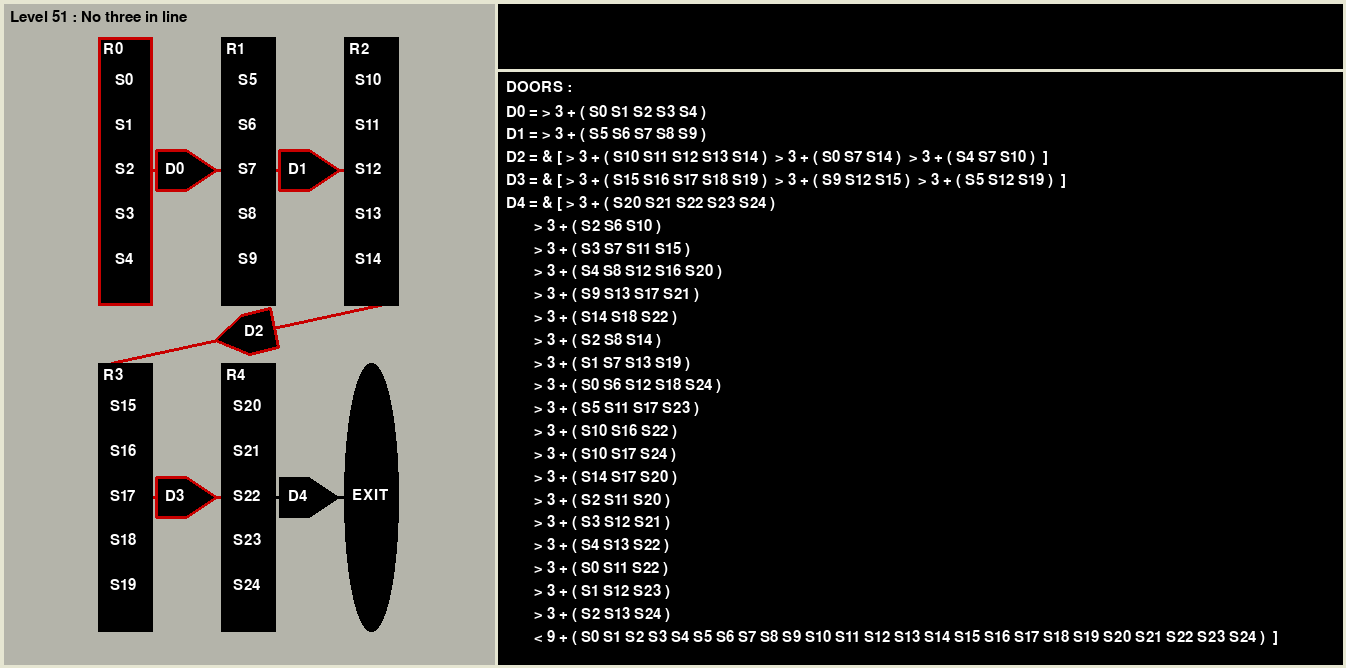 Level 51 : No three in line
R0
R1
R2
S0
S5
S10
S1
S6
S11
S2
D0
S7
D1
S12
S3
S8
S13
S4
S9
S14
D2
R3
R4
S15
S20
S16
S21
S17
D3
S22
D4
EXIT
S18
S23
S19
S24
DOORS :
D0 = > 3 + ( S0 S1 S2 S3 S4 )
D1 = > 3 + ( S5 S6 S7 S8 S9 )
D2 = & [ > 3 + ( S10 S11 S12 S13 S14 ) > 3 + ( S0 S7 S14 ) > 3 + ( S4 S7 S10 ) ]
D3 = & [ > 3 + ( S15 S16 S17 S18 S19 ) > 3 + ( S9 S12 S15 ) > 3 + ( S5 S12 S19 ) ]
D4 = & [ > 3 + ( S20 S21 S22 S23 S24 )
> 3 + ( S2 S6 S10 )
> 3 + ( S3 S7 S11 S15 )
> 3 + ( S4 S8 S12 S16 S20 )
> 3 + ( S9 S13 S17 S21 )
> 3 + ( S14 S18 S22 )
> 3 + ( S2 S8 S14 )
> 3 + ( S1 S7 S13 S19 )
> 3 + ( S0 S6 S12 S18 S24 )
> 3 + ( S5 S11 S17 S23 )
> 3 + ( S10 S16 S22 )
> 3 + ( S10 S17 S24 )
> 3 + ( S14 S17 S20 )
> 3 + ( S2 S11 S20 )
> 3 + ( S3 S12 S21 )
> 3 + ( S4 S13 S22 )
> 3 + ( S0 S11 S22 )
> 3 + ( S1 S12 S23 )
> 3 + ( S2 S13 S24 )
< 9 + ( S0 S1 S2 S3 S4 S5 S6 S7 S8 S9 S10 S11 S12 S13 S14 S15 S16 S17 S18 S19 S20 S21 S22 S23 S24 ) ]